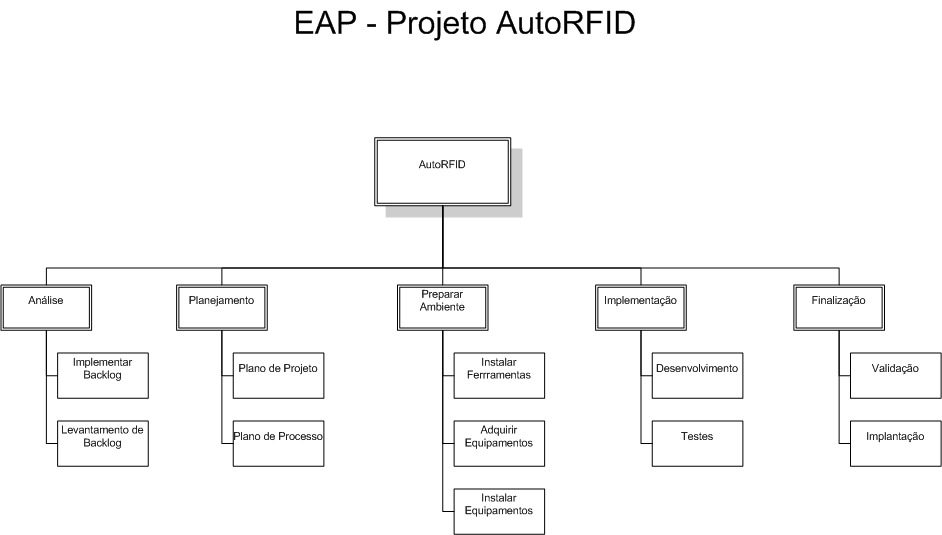 EAP - Projeto AutoRFID
AutoRFID
Análise
Planejamento
Preparar
Ambiente
Implementação
Finalização
Implementar
Backlog
Levantamento de
Backlog
Plano de Projeto
Plano de Processo
Instalar
Ferrramentas
Adquirir
Equipamentos
Instalar
Equipamentos
Desenvolvimento
Testes
Validação
Implantação